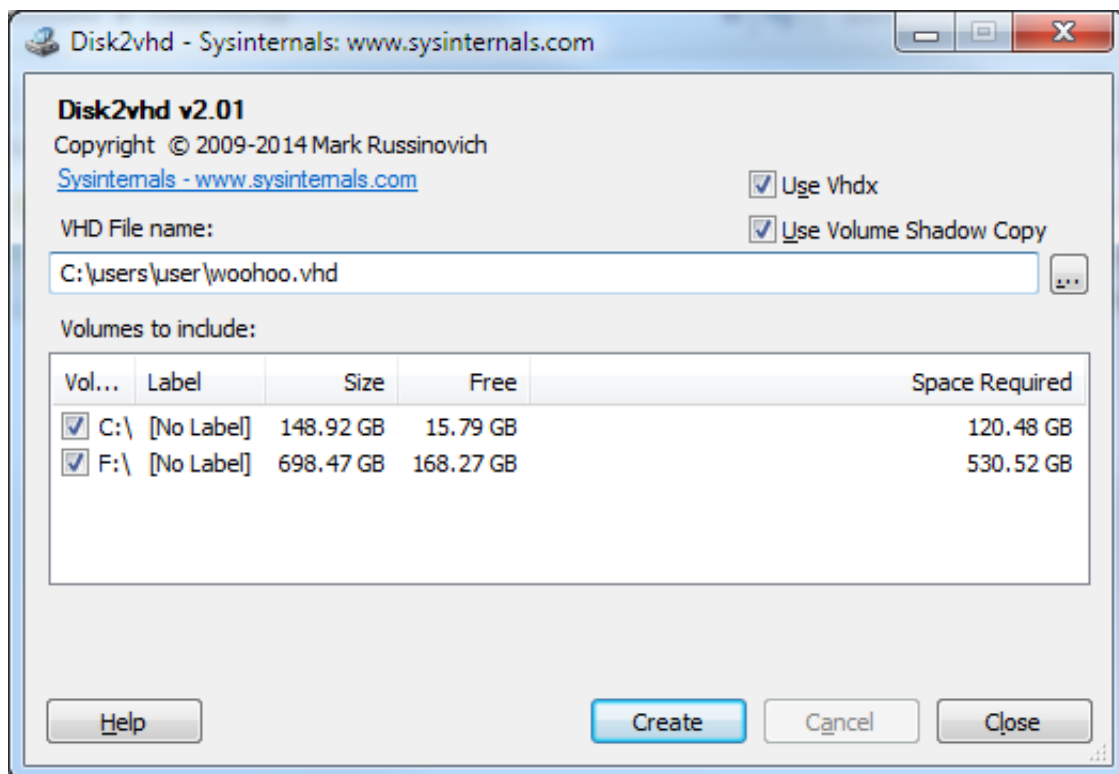 Disk2vhd - Sysinternals: www.sysinternals.com
Disk2vhd v2.01
Copyright © 2009-2014 Mark Russinovich
Sysinternals - www.sysinternals.com
Use Vhdx
VHD File name:
Use Volume Shadow Copy
C:\users\user\woohoo.vhd
...
Volumes to include:
Vol... Label Size Free Space Required
C:\ [No Label] 148.92 GB 15.79 GB 120.48 GB
F:\ [No Label] 698.47 GB 168.27 GB 530.52 GB
Help Create Cancel Close